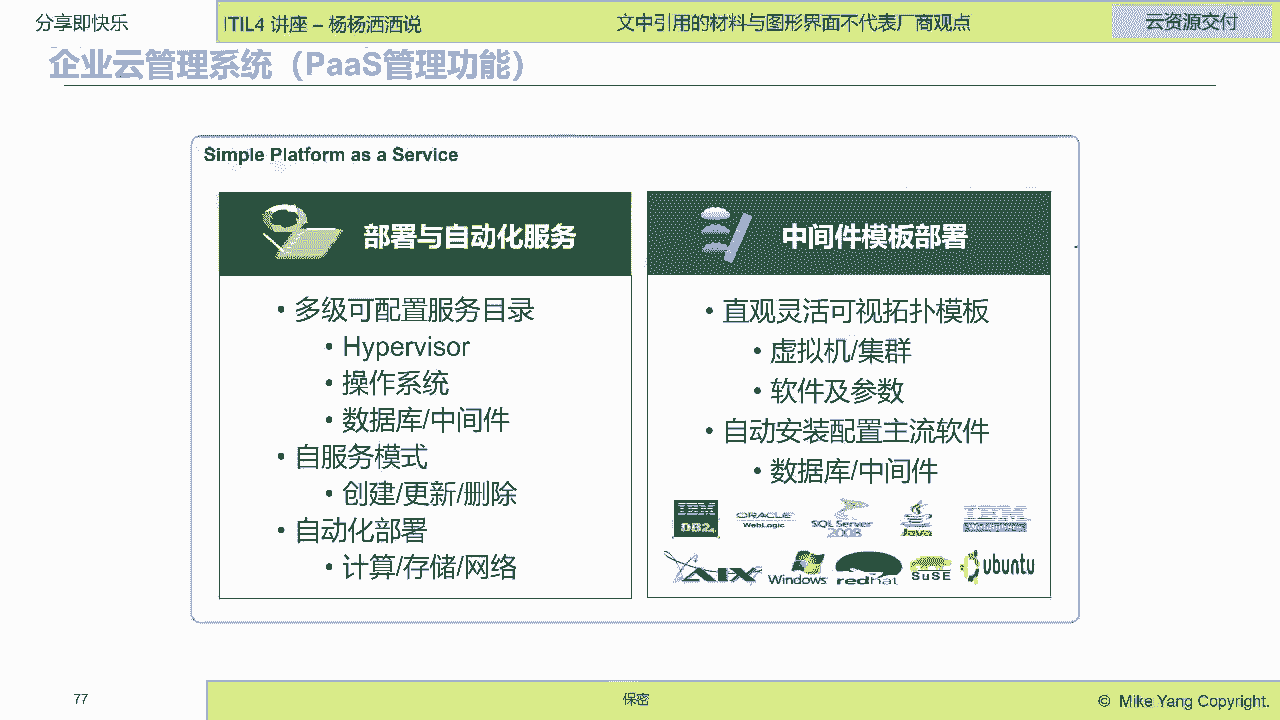 分享即快乐
ITIL4 讲座 – 杨杨洒洒说
文中引用的材料与图形界面不代表厂商观点
云资源交付
企业云管理系统（PaaS管理功能）
Simple Platform as a Service
部署与自动化服务
• 多级可配置服务目录
• Hypervisor
• 操作系统
• 数据库/中间件
• 自服务模式
• 创建/更新/删除
• 自动化部署
• 计算/存储/网络
中间件模板部署
• 直观灵活可视拓扑模板
• 虚拟机/集群
• 软件及参数
• 自动安装配置主流软件
• 数据库/中间件
IBM DB2
ORACLE WebLogic
SQL Server 2008
Java
IBM
AIX
Windows
redhat
SuSE
ubuntu
77
保密
© Mike Yang Copyright.